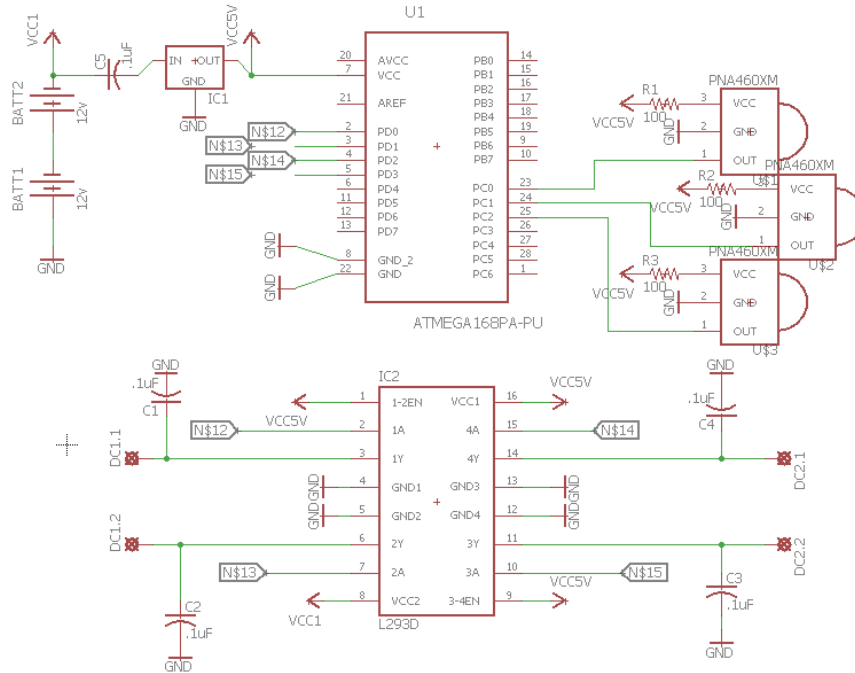 U1
VCC1
C5
.1uF
IN
OUT
GND
IC1
GND
VCC5V
BATT2
12v
BATT1
12v
GND
20 AVCC
7 VCC
21 AREF
N$12 2 PD0
N$13 3 PD1
N$14 4 PD2
N$15 5 PD3
6 PD4
11 PD5
12 PD6
13 PD7
GND 8 GND_2
GND 22 GND
PB0 14
PB1 15
PB2 16
PB3 17
PB4 18
PB5 19
PB6 9
PB7 10
PC0 23
PC1 24
PC2 25
PC3 26
PC4 27
PC5 28
PC6 1
ATMEGA168PA-PU
PNA460XM
R1
100
VCC5V
3 VCC
GND 2 GND
1 OUT
U$1
PNA460XM
R2
100
VCC5V
3 VCC
GND 2 GND
1 OUT
U$2
PNA460XM
R3
100
VCC5V
3 VCC
GND 2 GND
1 OUT
U$3
IC2
GND
.1uF
C1
VCC5V 1 1-2EN
N$12 2 1A
DC1.1 3 1Y
GND 4 GND1
GND 5 GND2
DC1.2 6 2Y
N$13 7 2A
VCC1 8 VCC2
C2
.1uF
GND
L293D
GND
.1uF
C4
VCC1 16 VCC5V
4A 15 N$14
4Y 14 DC2.1
GND3 13 GND
GND4 12 GND
3Y 11 DC2.2
3A 10 N$15
3-4EN 9 VCC5V
C3
.1uF
GND